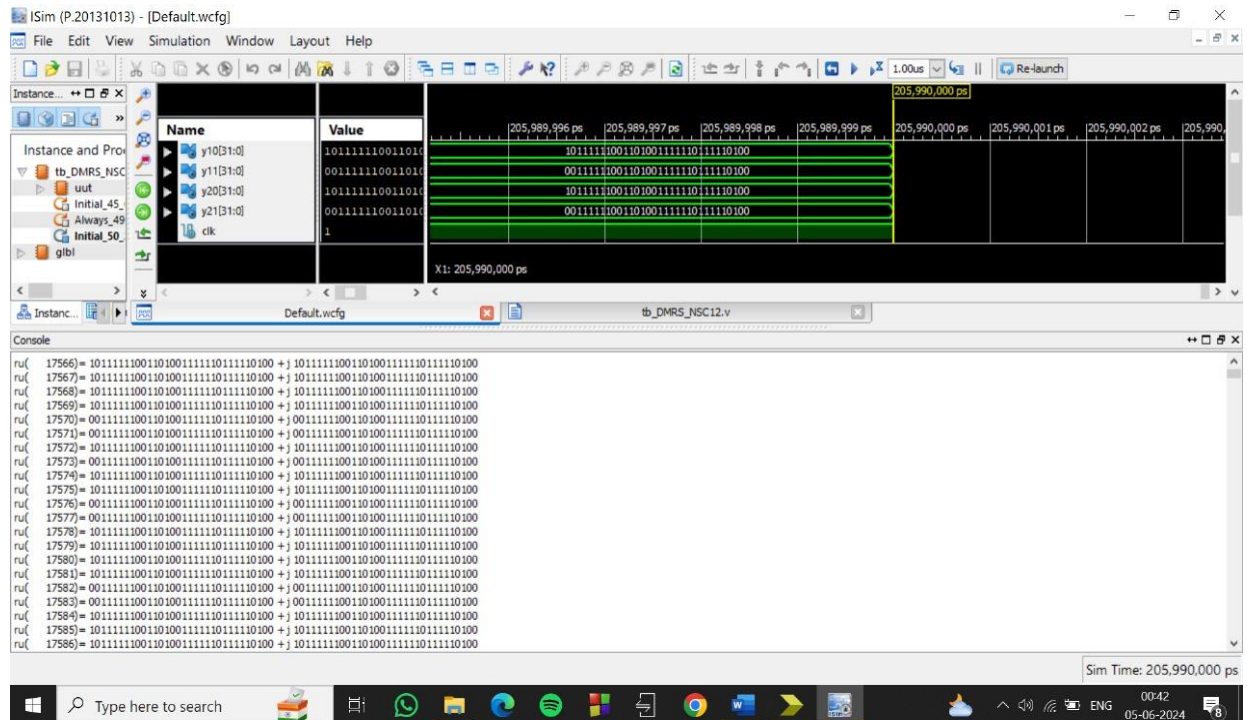 ISim (P.20131013) - [Default.wcfg]
File Edit View Simulation Window Layout Help
1.00us Re-launch
Instance...
205,990,000 ps
Name Value
205,989,996 ps 205,989,997 ps 205,989,998 ps 205,989,999 ps 205,990,000 ps 205,990,001 ps 205,990,002 ps 205,990,
Instance and Pro
tb_DMRS_NSC
uut
Initial_45_
Always_49
Initial_50_
glbl
y10[31:0] 10111111001101001111110111110100
y11[31:0] 00111111001101001111110111110100
y20[31:0] 10111111001101001111110111110100
y21[31:0] 00111111001101001111110111110100
clk 1
X1: 205,990,000 ps
Instanc... Default.wcfg tb_DMRS_NSC12.v
Console
ru( 17566)= 10111111001101001111110111110100 +j 10111111001101001111110111110100
ru( 17567)= 10111111001101001111110111110100 +j 10111111001101001111110111110100
ru( 17568)= 10111111001101001111110111110100 +j 10111111001101001111110111110100
ru( 17569)= 10111111001101001111110111110100 +j 10111111001101001111110111110100
ru( 17570)= 00111111001101001111110111110100 +j 00111111001101001111110111110100
ru( 17571)= 00111111001101001111110111110100 +j 00111111001101001111110111110100
ru( 17572)= 10111111001101001111110111110100 +j 10111111001101001111110111110100
ru( 17573)= 00111111001101001111110111110100 +j 00111111001101001111110111110100
ru( 17574)= 10111111001101001111110111110100 +j 10111111001101001111110111110100
ru( 17575)= 10111111001101001111110111110100 +j 10111111001101001111110111110100
ru( 17576)= 00111111001101001111110111110100 +j 00111111001101001111110111110100
ru( 17577)= 00111111001101001111110111110100 +j 00111111001101001111110111110100
ru( 17578)= 10111111001101001111110111110100 +j 10111111001101001111110111110100
ru( 17579)= 10111111001101001111110111110100 +j 10111111001101001111110111110100
ru( 17580)= 10111111001101001111110111110100 +j 10111111001101001111110111110100
ru( 17581)= 10111111001101001111110111110100 +j 10111111001101001111110111110100
ru( 17582)= 00111111001101001111110111110100 +j 00111111001101001111110111110100
ru( 17583)= 00111111001101001111110111110100 +j 00111111001101001111110111110100
ru( 17584)= 10111111001101001111110111110100 +j 10111111001101001111110111110100
ru( 17585)= 10111111001101001111110111110100 +j 10111111001101001111110111110100
ru( 17586)= 10111111001101001111110111110100 +j 10111111001101001111110111110100
Sim Time: 205,990,000 ps
Type here to search
ENG
00:42
05-06-2024
8